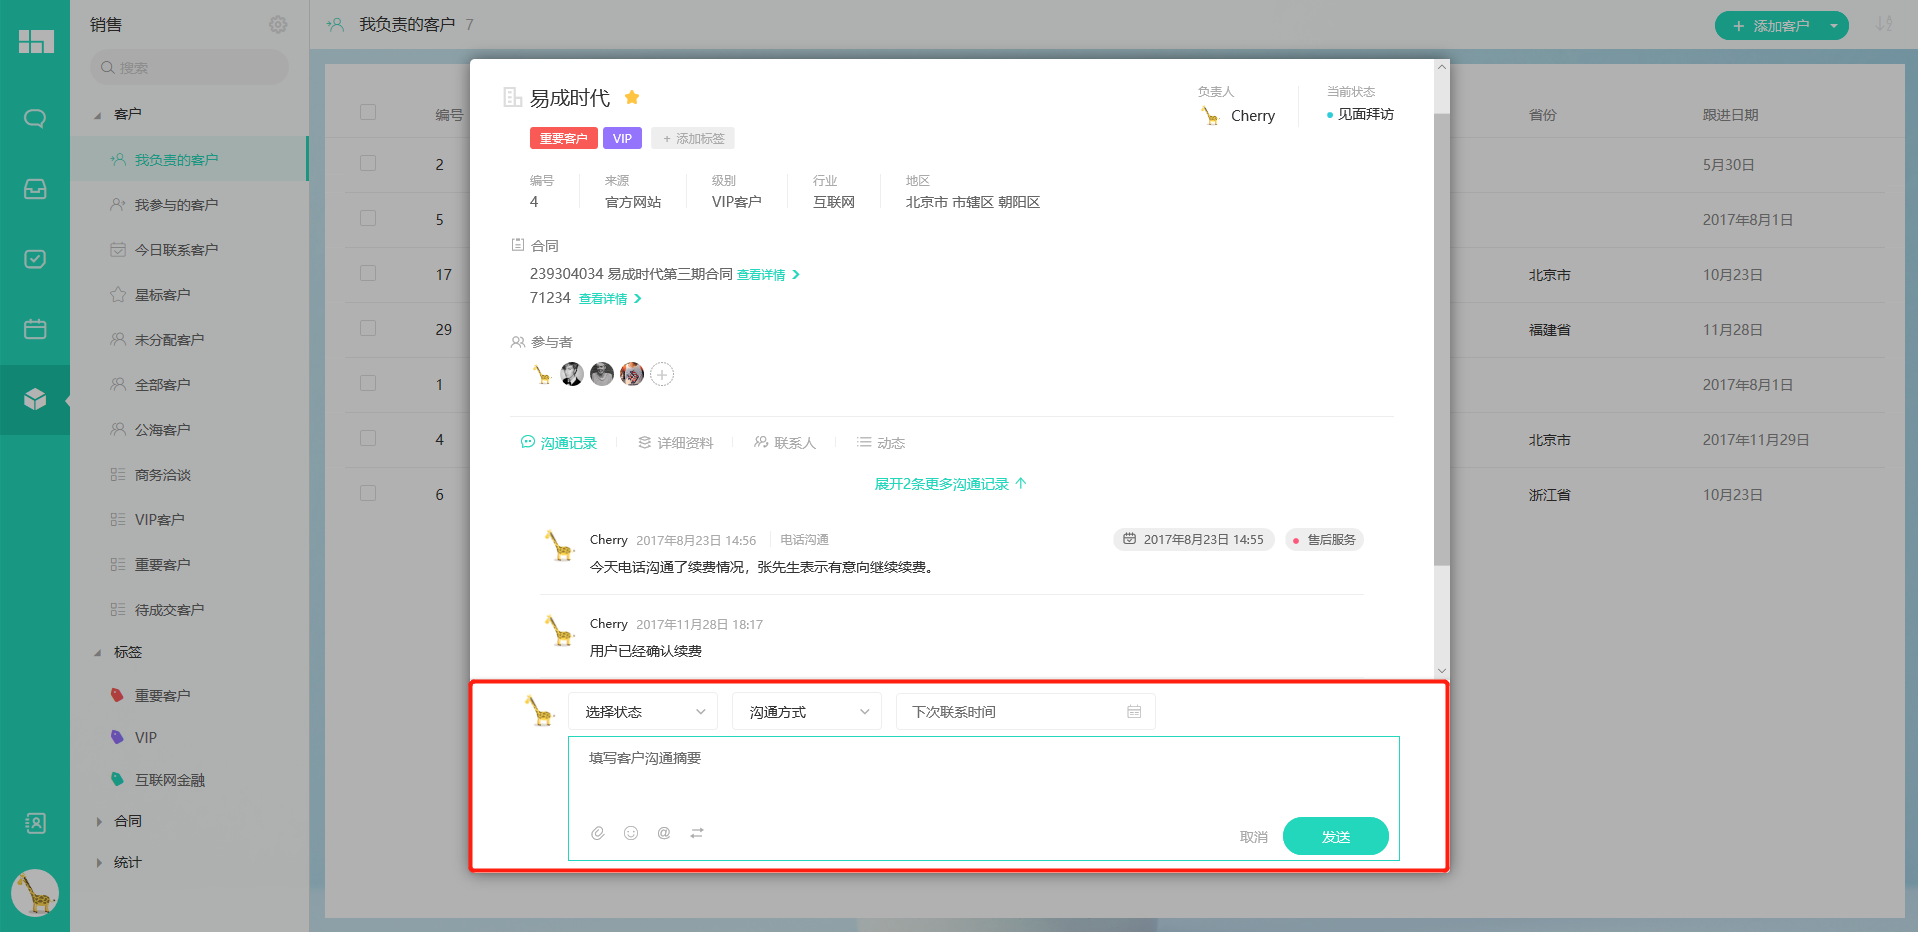 销售
搜索
客户
我负责的客户
我参与的客户
今日联系客户
星标客户
未分配客户
全部客户
公海客户
商务洽谈
VIP客户
重要客户
待成交客户
标签
重要客户
VIP
互联网金融
合同
统计
我负责的客户 7
+ 添加客户
编号 省份 跟进日期
2 5月30日
5 2017年8月1日
17 北京市 10月23日
29 福建省 11月28日
1 2017年8月1日
4 北京市 2017年11月29日
6 浙江省 10月23日
易成时代
负责人 当前状态
Cherry 见面拜访
重要客户 VIP + 添加标签
编号 来源 级别 行业 地区
4 官方网站 VIP客户 互联网 北京市 市辖区 朝阳区
合同
239304034 易成时代第三期合同 查看详情
71234 查看详情
参与者
沟通记录 详细资料 联系人 动态
展开2条更多沟通记录
Cherry 2017年8月23日 14:56 电话沟通 2017年8月23日 14:55 售后服务
今天电话沟通了续费情况，张先生表示有意向继续续费。
Cherry 2017年11月28日 18:17
用户已经确认续费
选择状态 沟通方式 下次联系时间
填写客户沟通摘要
取消 发送